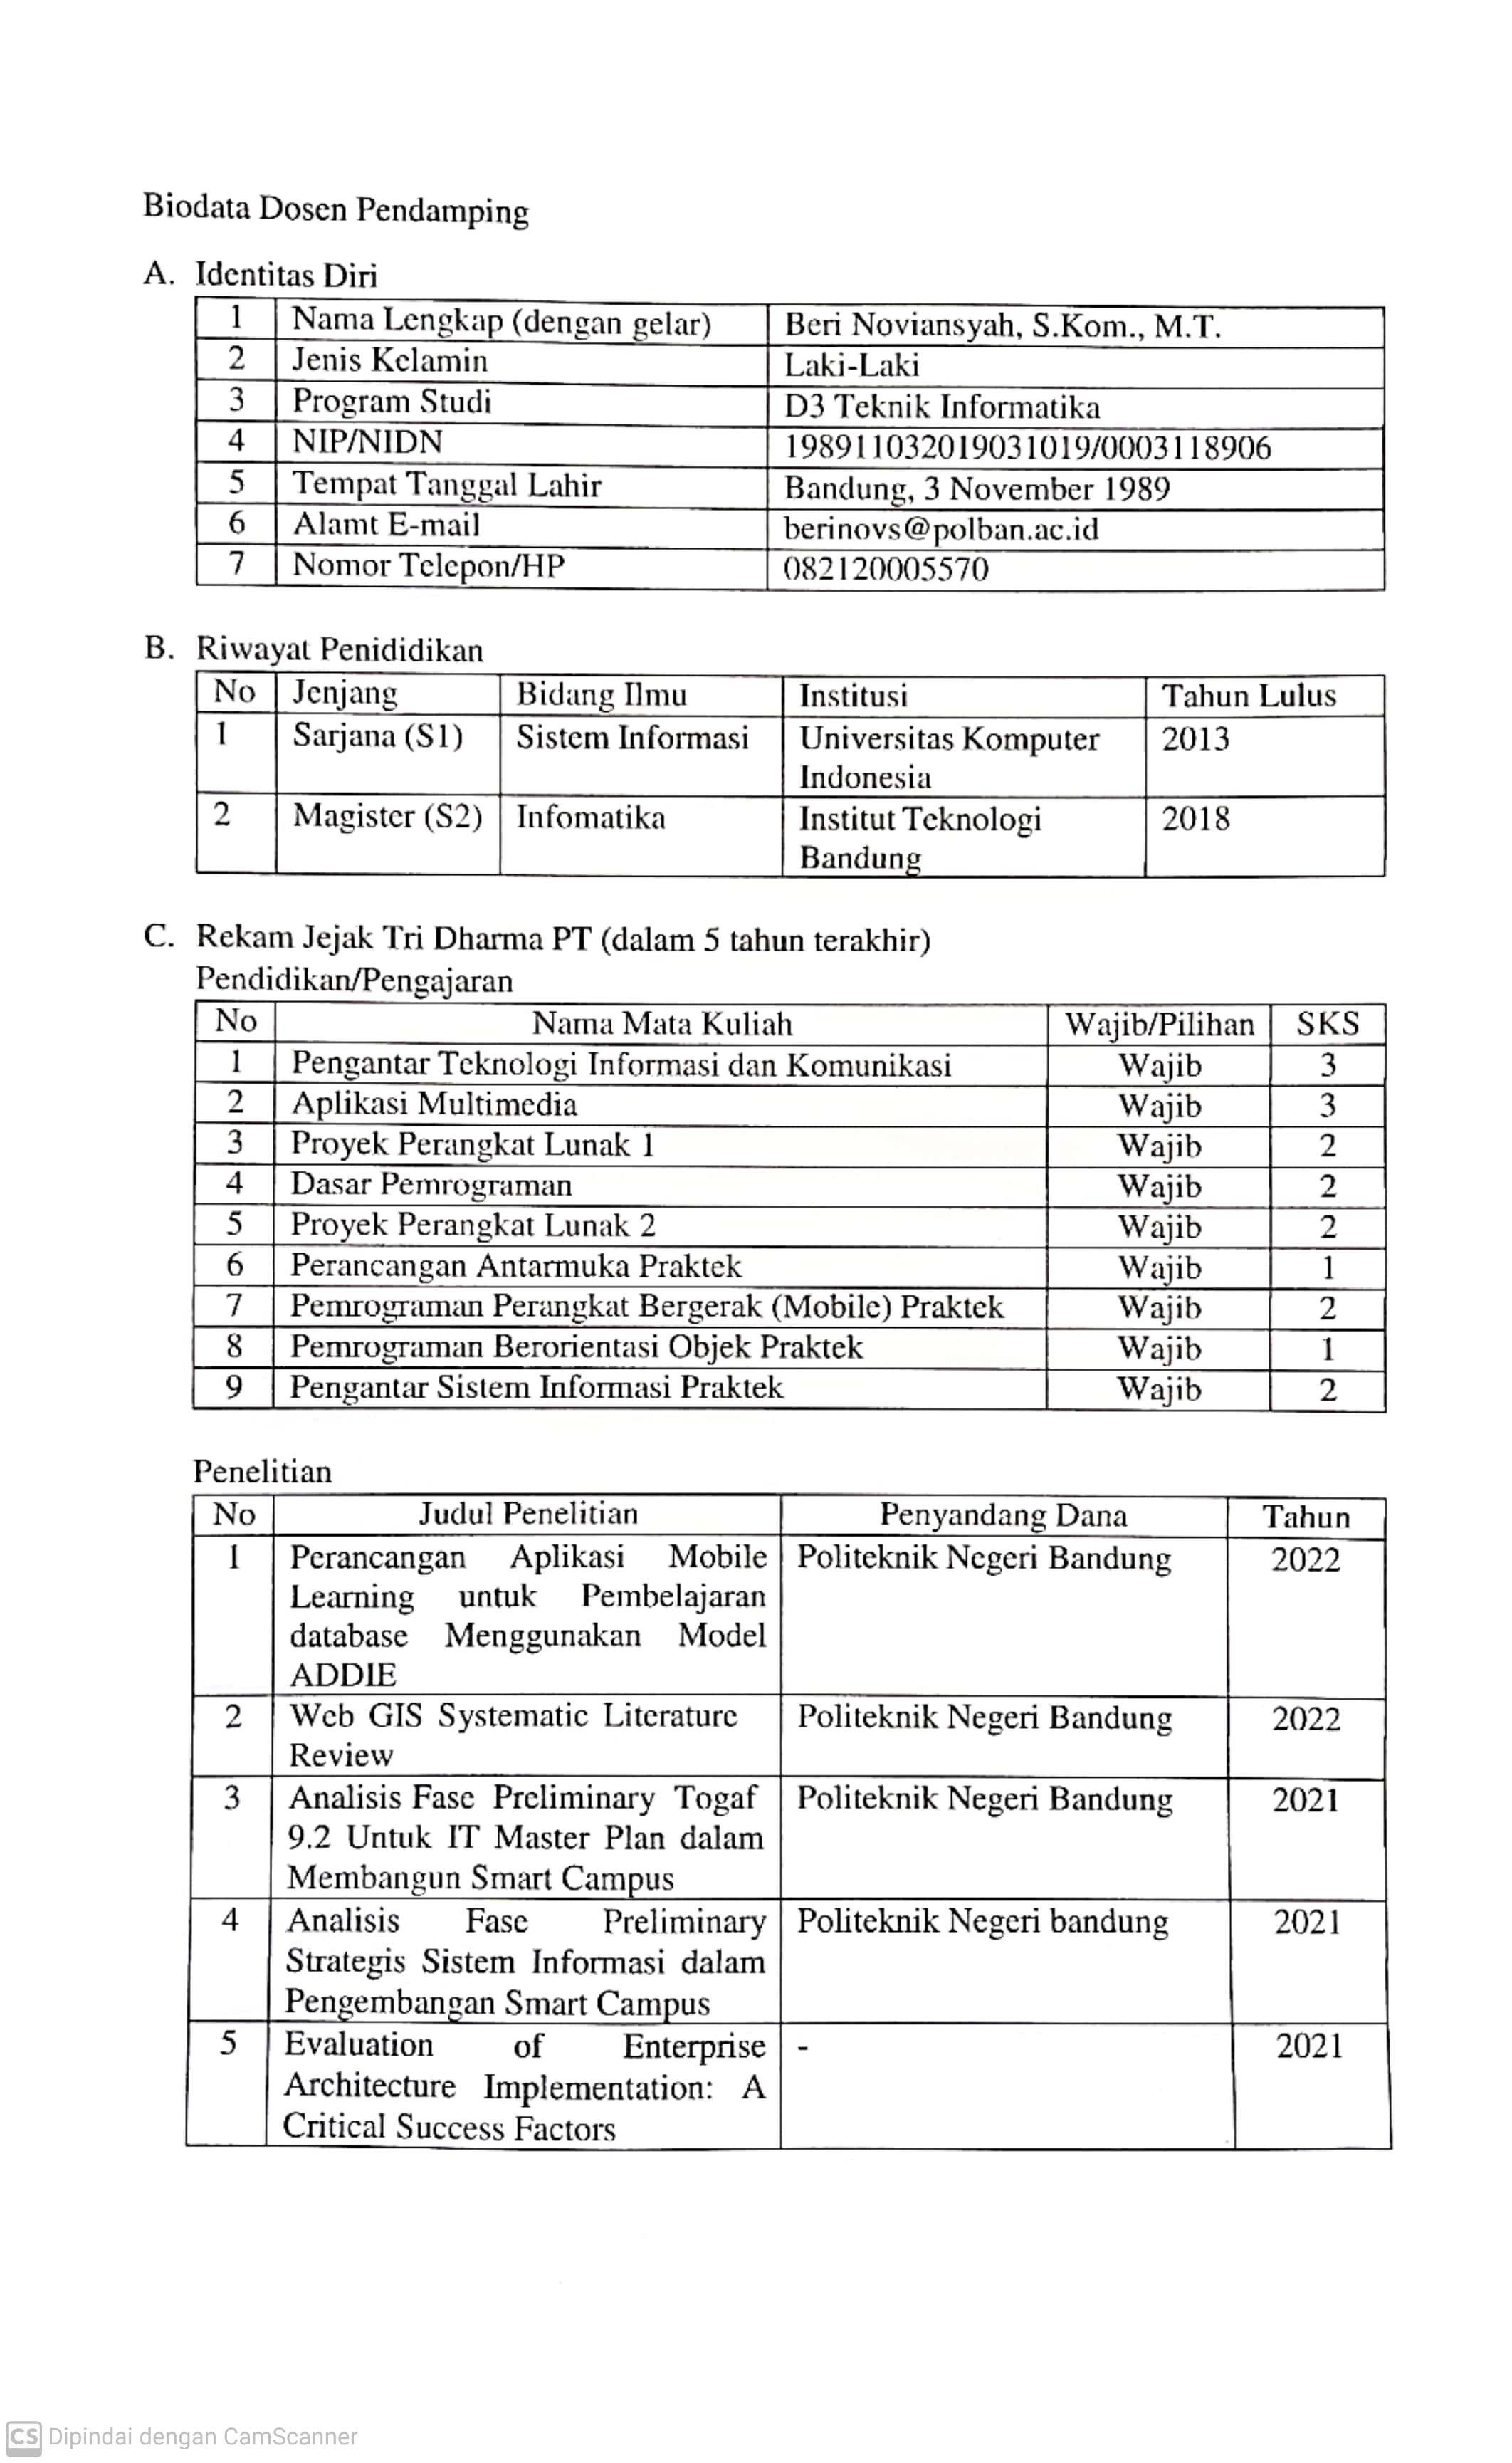 Biodata Dosen Pendamping
A. Identitas Diri
1 Nama Lengkap (dengan gelar) Beri Noviansyah, S.Kom., M.T.
2 Jenis Kelamin Laki-Laki
3 Program Studi D3 Teknik Informatika
4 NIP/NIDN 198911032019031019/0003118906
5 Tempat Tanggal Lahir Bandung, 3 November 1989
6 Alamt E-mail berinovs@polban.ac.id
7 Nomor Telepon/HP 082120005570
B. Riwayat Penididikan
No Jenjang Bidang Ilmu Institusi Tahun Lulus
1 Sarjana (S1) Sistem Informasi Universitas Komputer 2013
Indonesia
2 Magister (S2) Infomatika Institut Teknologi 2018
Bandung
C. Rekam Jejak Tri Dharma PT (dalam 5 tahun terakhir)
Pendidikan/Pengajaran
No Nama Mata Kuliah Wajib/Pilihan SKS
1 Pengantar Teknologi Informasi dan Komunikasi Wajib 3
2 Aplikasi Multimedia Wajib 3
3 Proyek Perangkat Lunak 1 Wajib 2
4 Dasar Pemrograman Wajib 2
5 Proyek Perangkat Lunak 2 Wajib 2
6 Perancangan Antarmuka Praktek Wajib 1
7 Pemrograman Perangkat Bergerak (Mobile) Praktek Wajib 2
8 Pemrograman Berorientasi Objek Praktek Wajib 1
9 Pengantar Sistem Informasi Praktek Wajib 2
Penelitian
No Judul Penelitian Penyandang Dana Tahun
1 Perancangan Aplikasi Mobile Politeknik Negeri Bandung 2022
Learning untuk Pembelajaran
database Menggunakan Model
ADDIE
2 Web GIS Systematic Literature Politeknik Negeri Bandung 2022
Review
3 Analisis Fase Preliminary Togaf Politeknik Negeri Bandung 2021
9.2 Untuk IT Master Plan dalam
Membangun Smart Campus
4 Analisis Fase Preliminary Politeknik Negeri bandung 2021
Strategis Sistem Informasi dalam
Pengembangan Smart Campus
5 Evaluation of Enterprise - 2021
Architecture Implementation: A
Critical Success Factors
CS Dipindai dengan CamScanner